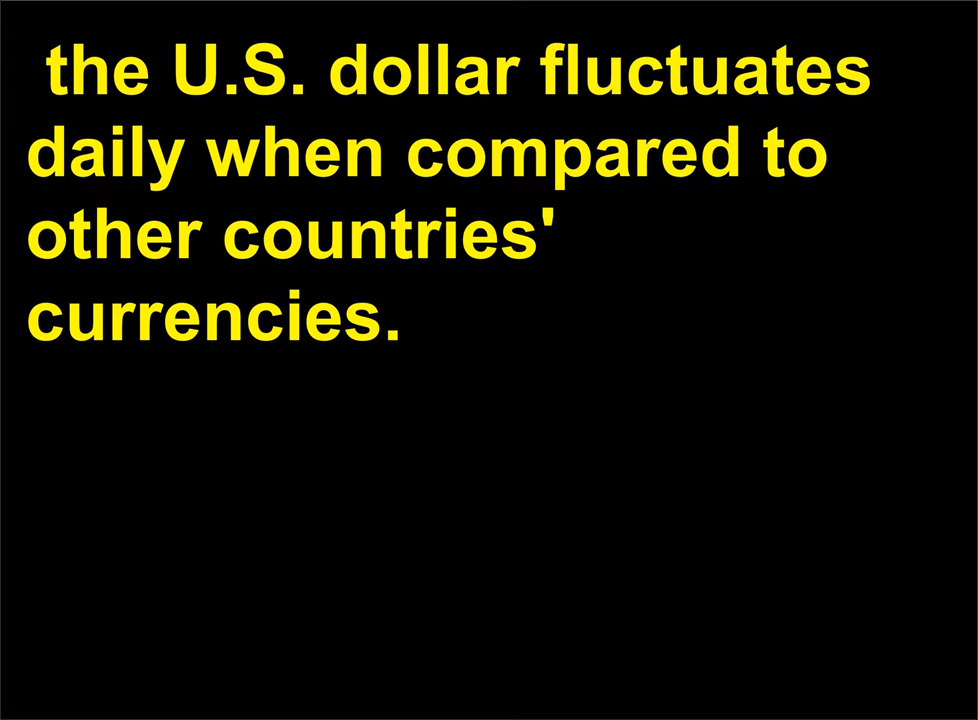 the U.S. dollar fluctuates
daily when compared to
other countries'
currencies.